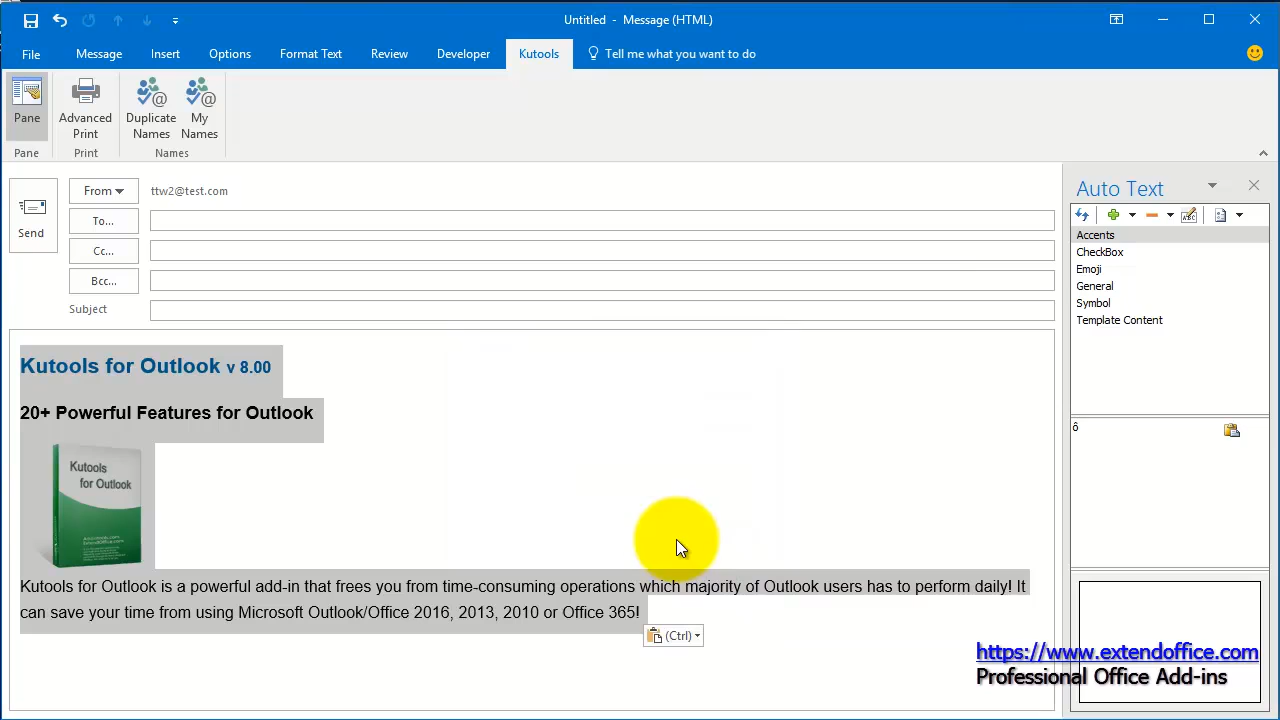 Untitled - Message (HTML)
File Message Insert Options Format Text Review Developer Kutools Tell me what you want to do
Pane
Advanced Print
Duplicate Names
My Names
Pane Print Names
Send
From ttw2@test.com
To...
Cc...
Bcc...
Subject
Kutools for Outlook v 8.00
20+ Powerful Features for Outlook
Kutools
for Outlook
Kutools for Outlook is a powerful add-in that frees you from time-consuming operations which majority of Outlook users has to perform daily! It
can save your time from using Microsoft Outlook/Office 2016, 2013, 2010 or Office 365!
(Ctrl)
Auto Text
ABC
Accents
CheckBox
Emoji
General
Symbol
Template Content
ô
https://www.extendoffice.com
Professional Office Add-ins